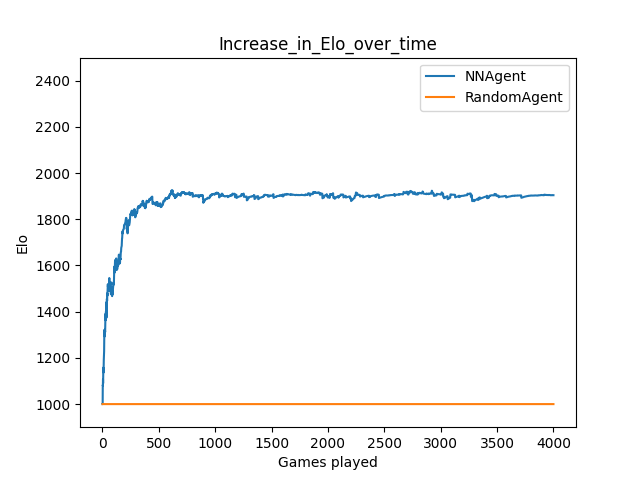 Increase_in_Elo_over_time
NNAgent
RandomAgent
2400
2200
2000
1800
1600
1400
1200
1000
Elo
0 500 1000 1500 2000 2500 3000 3500 4000
Games played